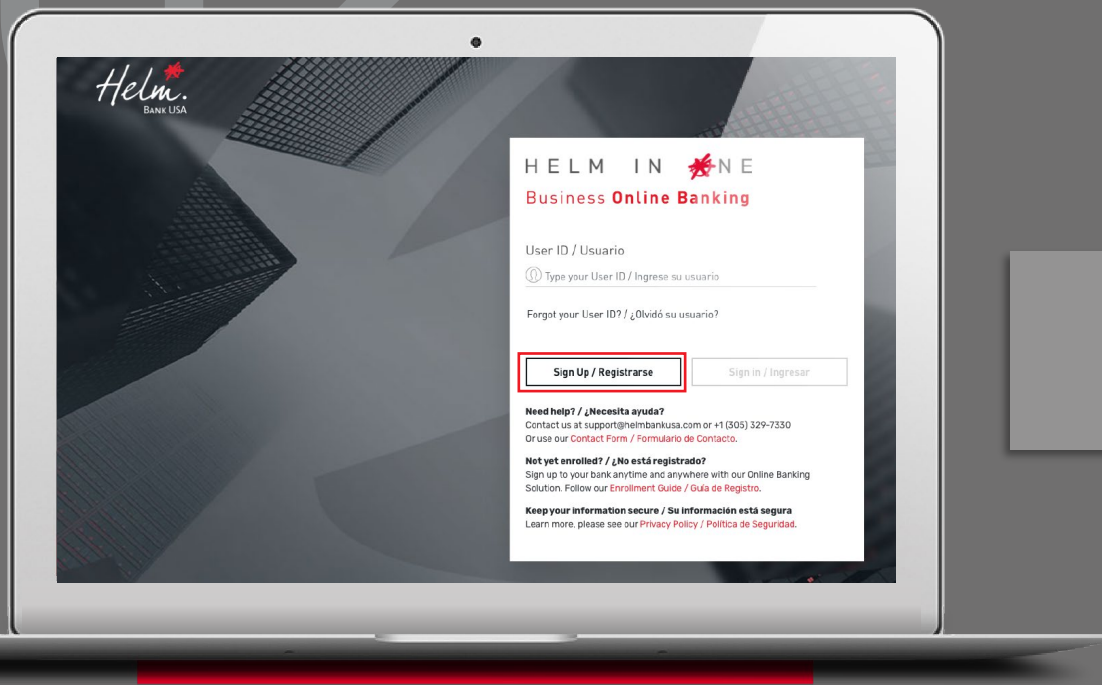 Helm.
BANK USA
HELM IN ONE
Business Online Banking
User ID / Usuario
Type your User ID / Ingrese su usuario
Forgot your User ID? / ¿Olvidó su usuario?
Sign Up / Registrarse
Sign in / Ingresar
Need help? / ¿Necesita ayuda?
Contact us at support@helmbankusa.com or +1 (305) 329-7330
Or use our Contact Form / Formulario de Contacto.
Not yet enrolled? / ¿No está registrado?
Sign up to your bank anytime and anywhere with our Online Banking
Solution. Follow our Enrollment Guide / Guía de Registro.
Keep your information secure / Su información está segura
Learn more, please see our Privacy Policy / Política de Seguridad.